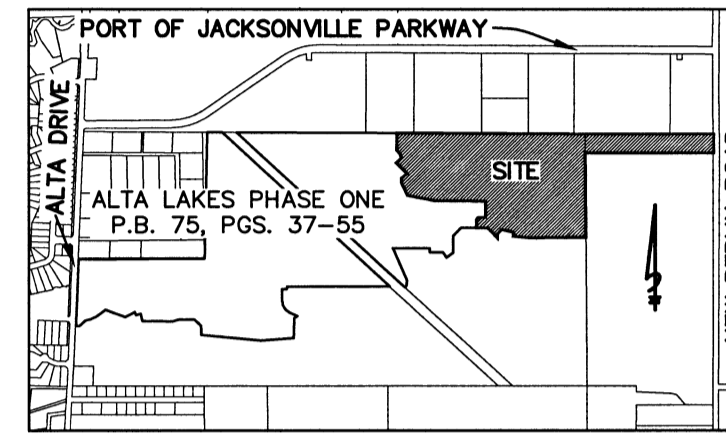 PORT OF JACKSONVILLE PARKWAY
ALTA DRIVE
SITE
ALTA LAKES PHASE ONE
P.B. 75, PGS. 37-55